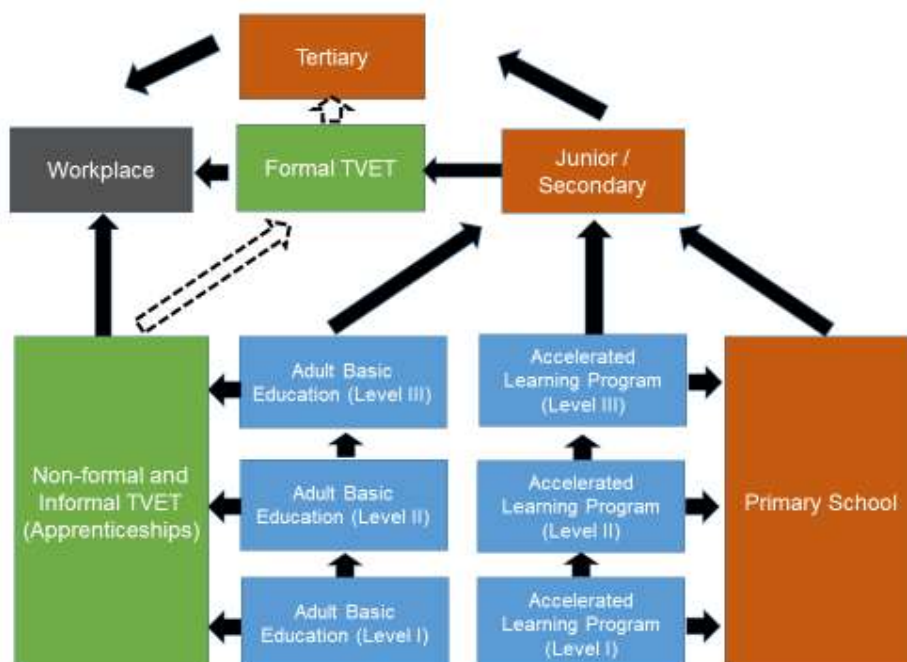 Tertiary
Workplace
Formal TVET
Junior /
Secondary
Non-formal and
Informal TVET
(Apprenticeships)
Adult Basic
Education (Level III)
Adult Basic
Education (Level II)
Adult Basic
Education (Level I)
Accelerated
Learning Program
(Level III)
Accelerated
Learning Program
(Level II)
Accelerated
Learning Program
(Level I)
Primary School